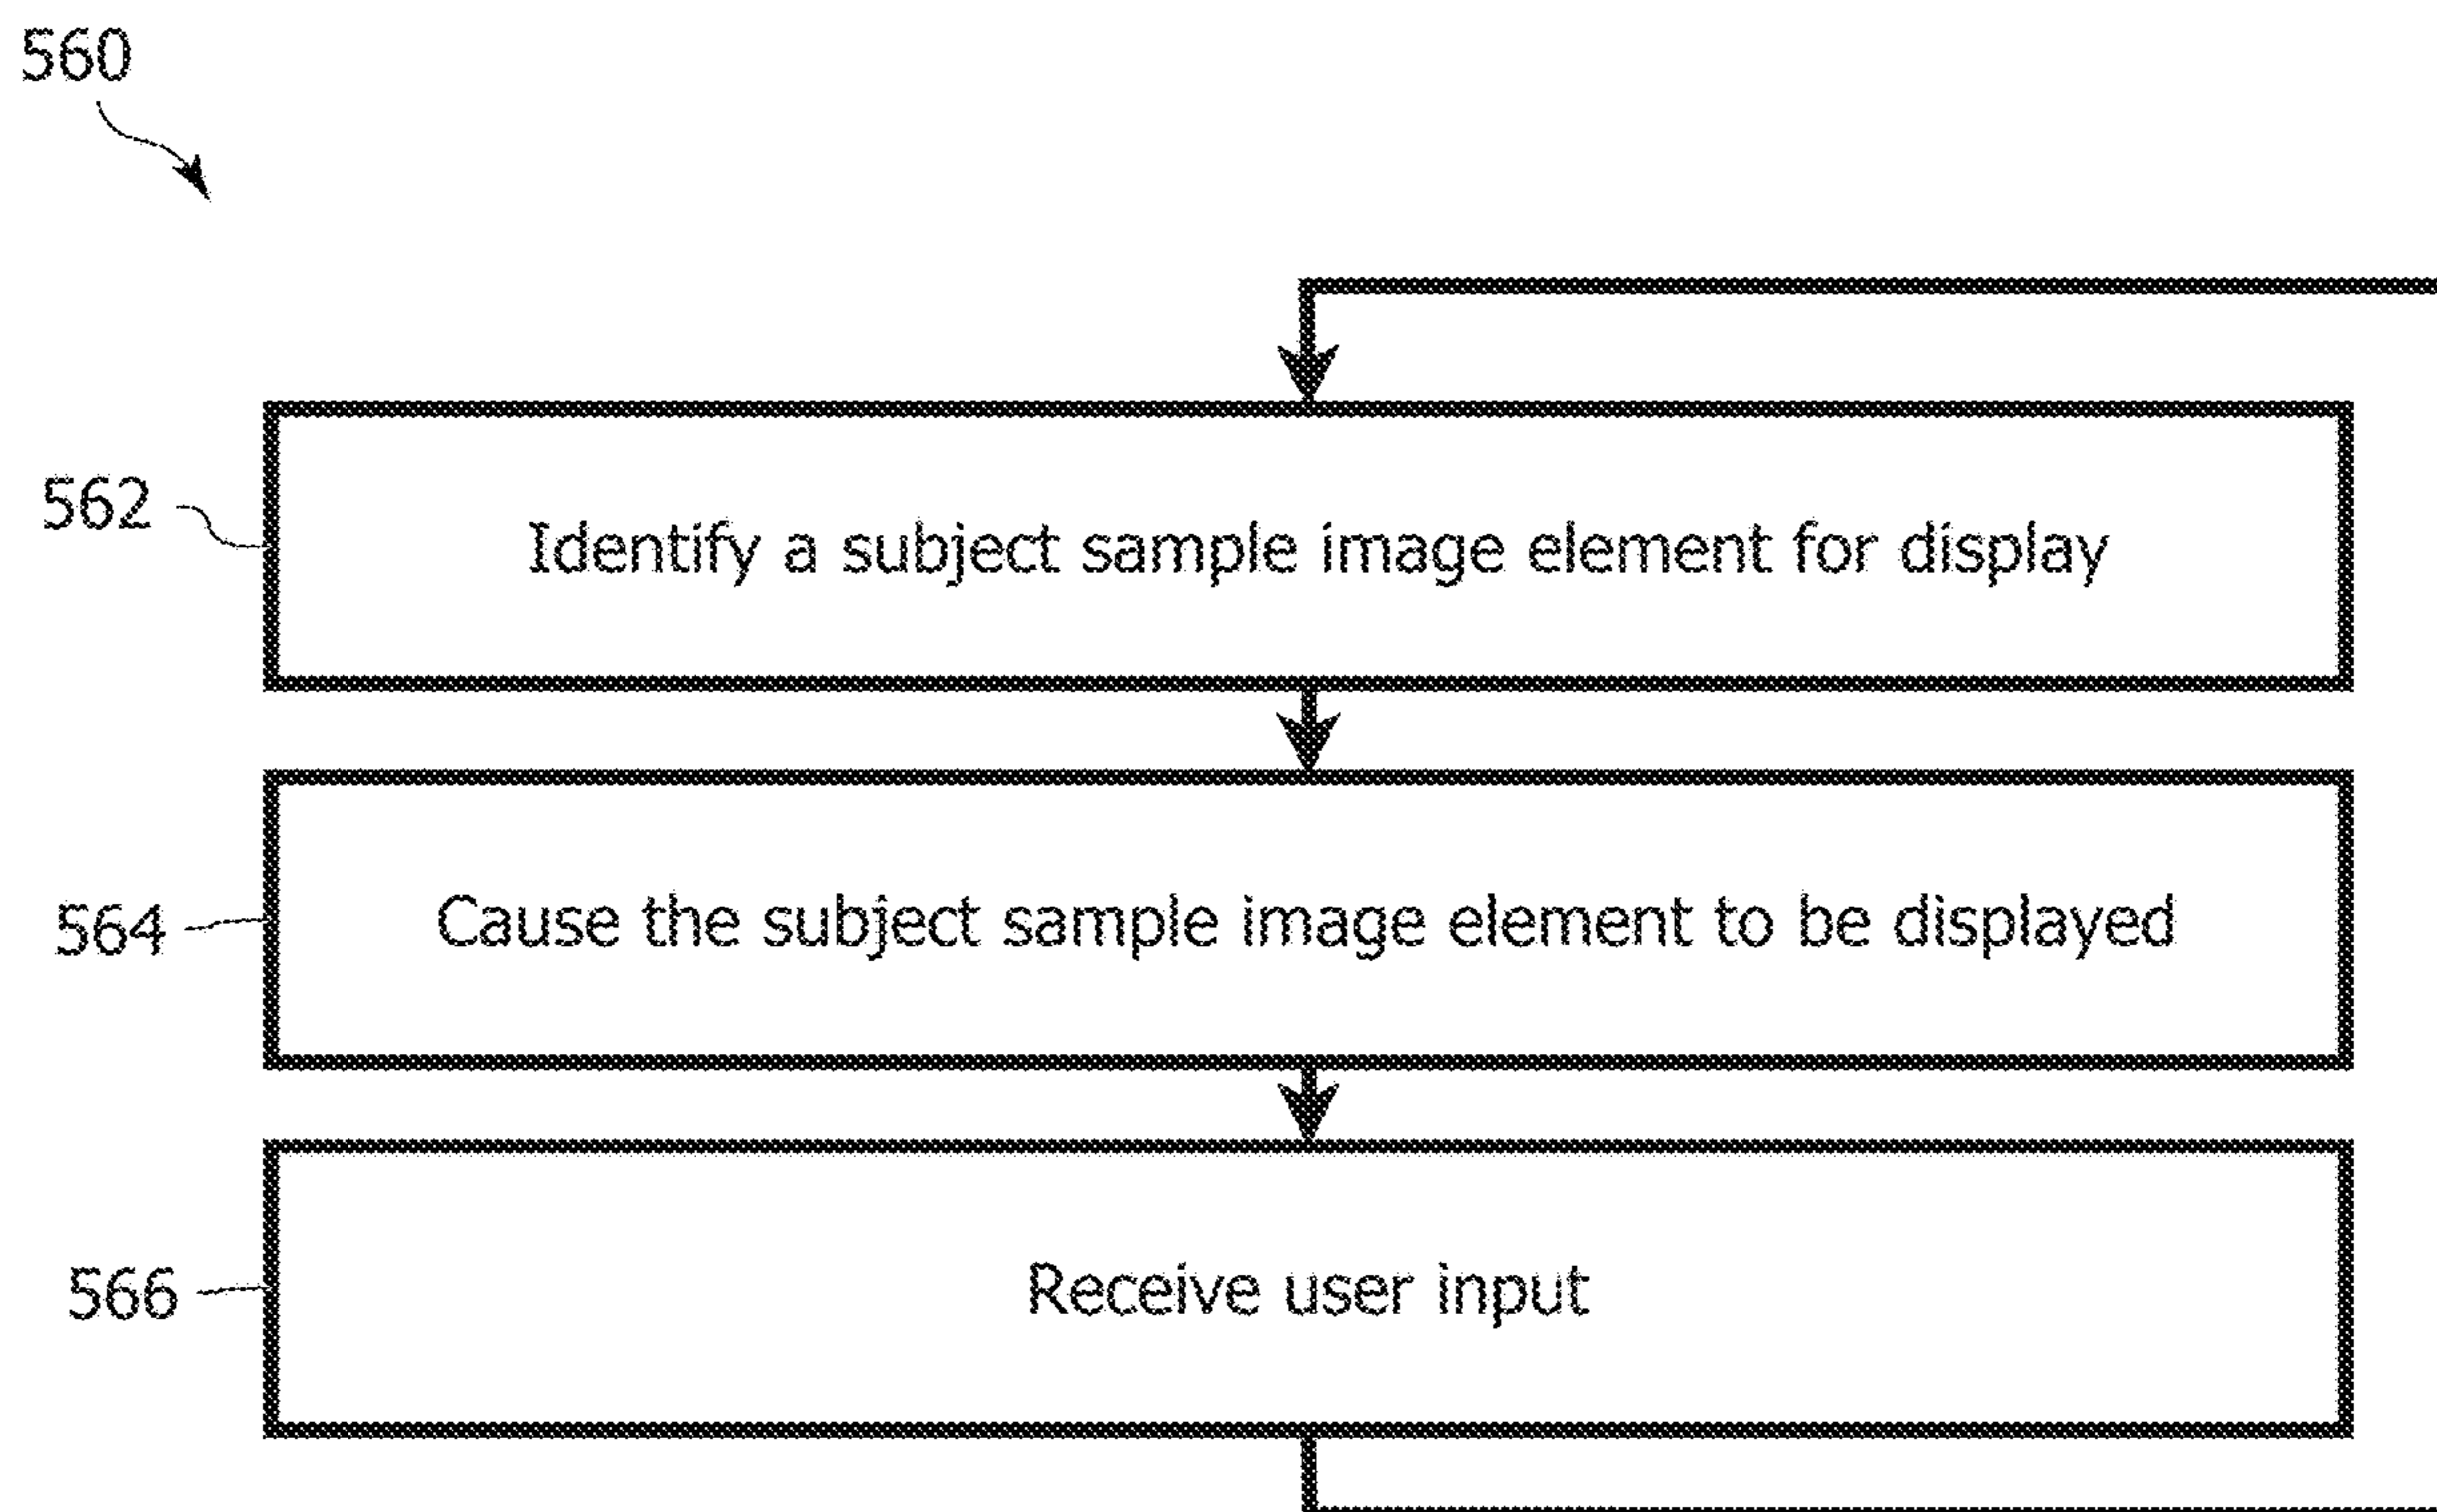 560
562
Identify a subject sample image element for display
564
Cause the subject sample image element to be displayed
566
Receive user input